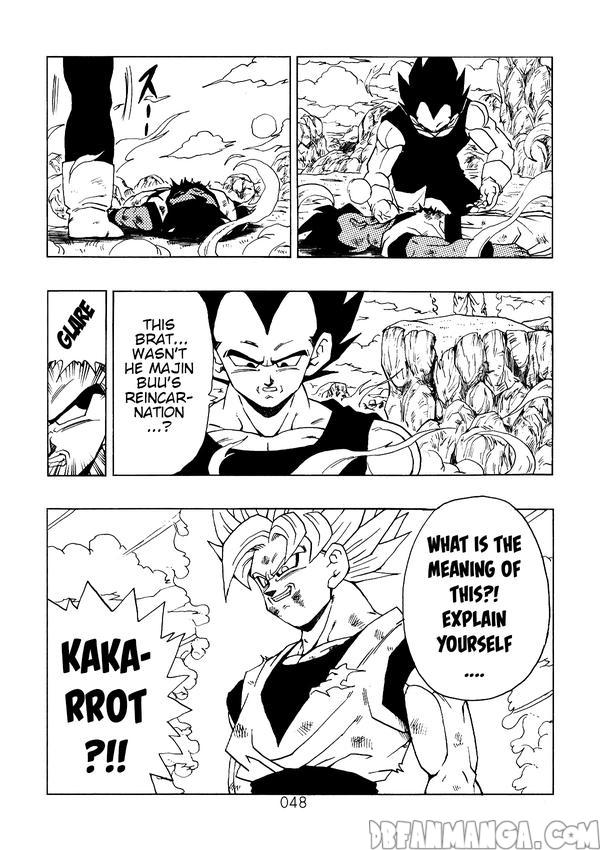 ス
THIS
BRAT...
WASN'T
HE MAJIN
BUU'S
REINCAR-
NATION
...?
GLARE
WHAT IS THE
MEANING OF
THIS?!
EXPLAIN
YOURSELF
....
KAKA-
RROT
?!!
048
DBFANMANGA.COM